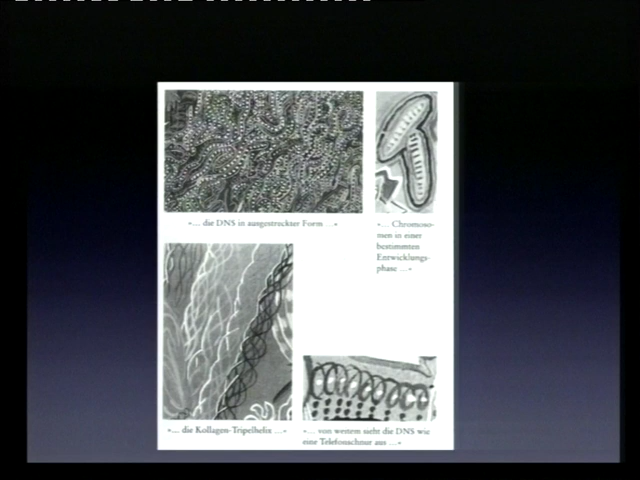 «... die DNS in ausgestreckter Form ...»
«... Chromoso-
men in einer
bestimmten
Entwicklungs-
phase ...»
«... die Kollagen-Tripelhelix ...»
«... von weitem sieht die DNS wie
eine Telefonschnur aus ...»